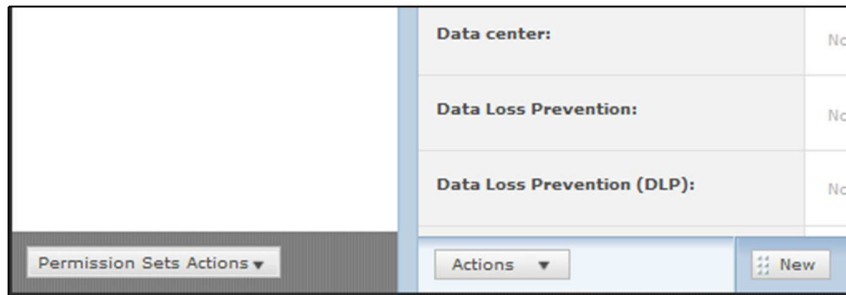 Data center:
Data Loss Prevention:
Data Loss Prevention (DLP):
Permission Sets Actions
Actions
New